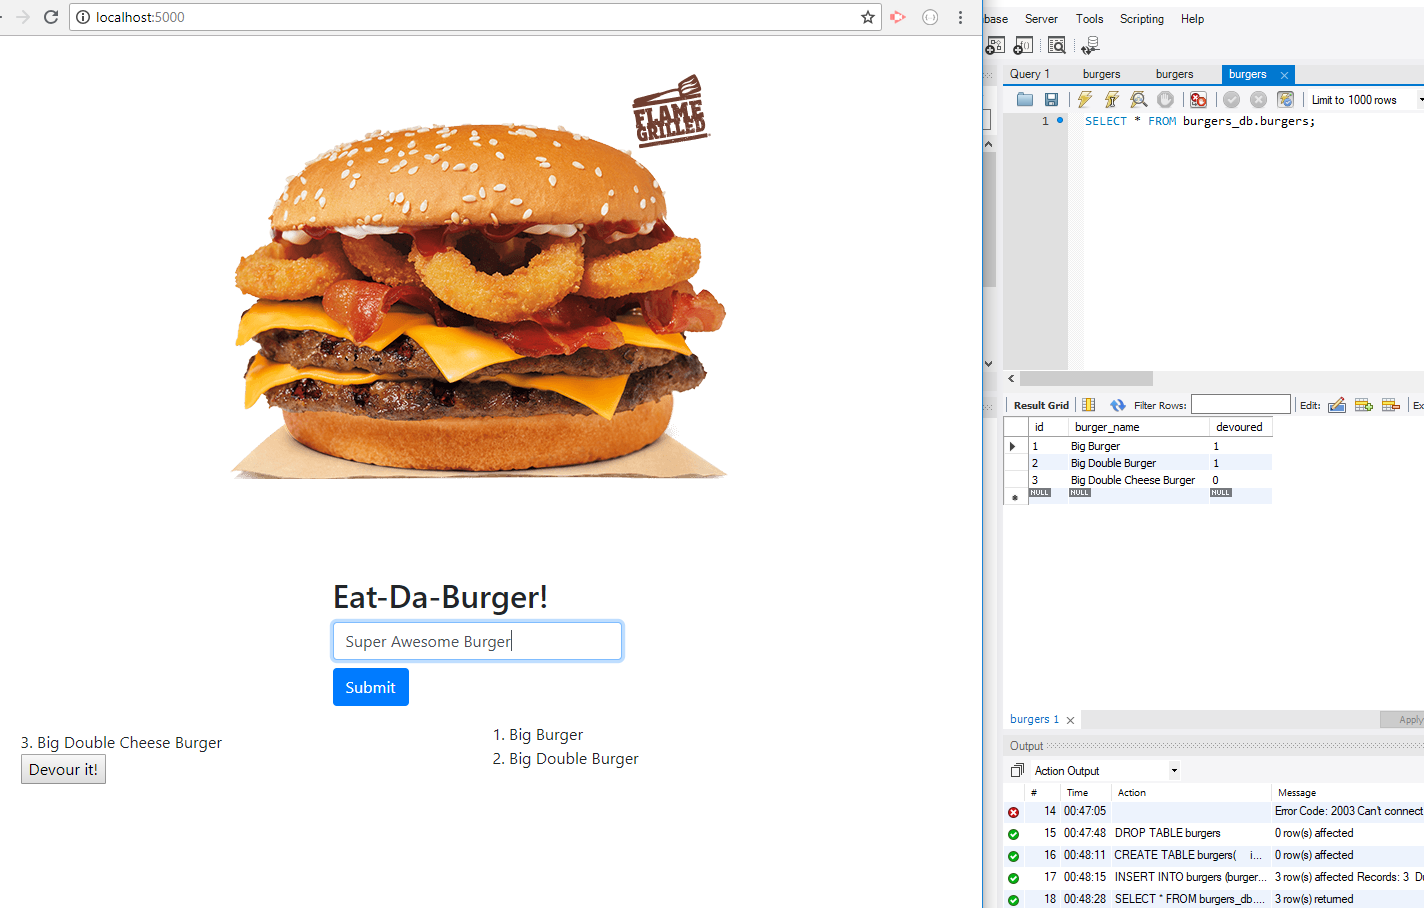 localhost:5000
FLAME
GRILLED
Eat-Da-Burger!
Super Awesome Burger
Submit
3. Big Double Cheese Burger
Devour it!
1. Big Burger
2. Big Double Burger
base Server Tools Scripting Help
Query 1 burgers burgers burgers
Limit to 1000 rows
1 SELECT * FROM burgers_db.burgers;
Result Grid Filter Rows: Edit: Ex
id burger_name devoured
1 Big Burger 1
2 Big Double Burger 1
3 Big Double Cheese Burger 0
NULL NULL NULL
burgers 1
Apply
Output
Action Output
# Time Action Message
14 00:47:05 Error Code: 2003 Can't connect
15 00:47:48 DROP TABLE burgers 0 row(s) affected
16 00:48:11 CREATE TABLE burgers( i... 0 row(s) affected
17 00:48:15 INSERT INTO burgers (burger... 3 row(s) affected Records: 3 Du
18 00:48:28 SELECT * FROM burgers_db.... 3 row(s) returned